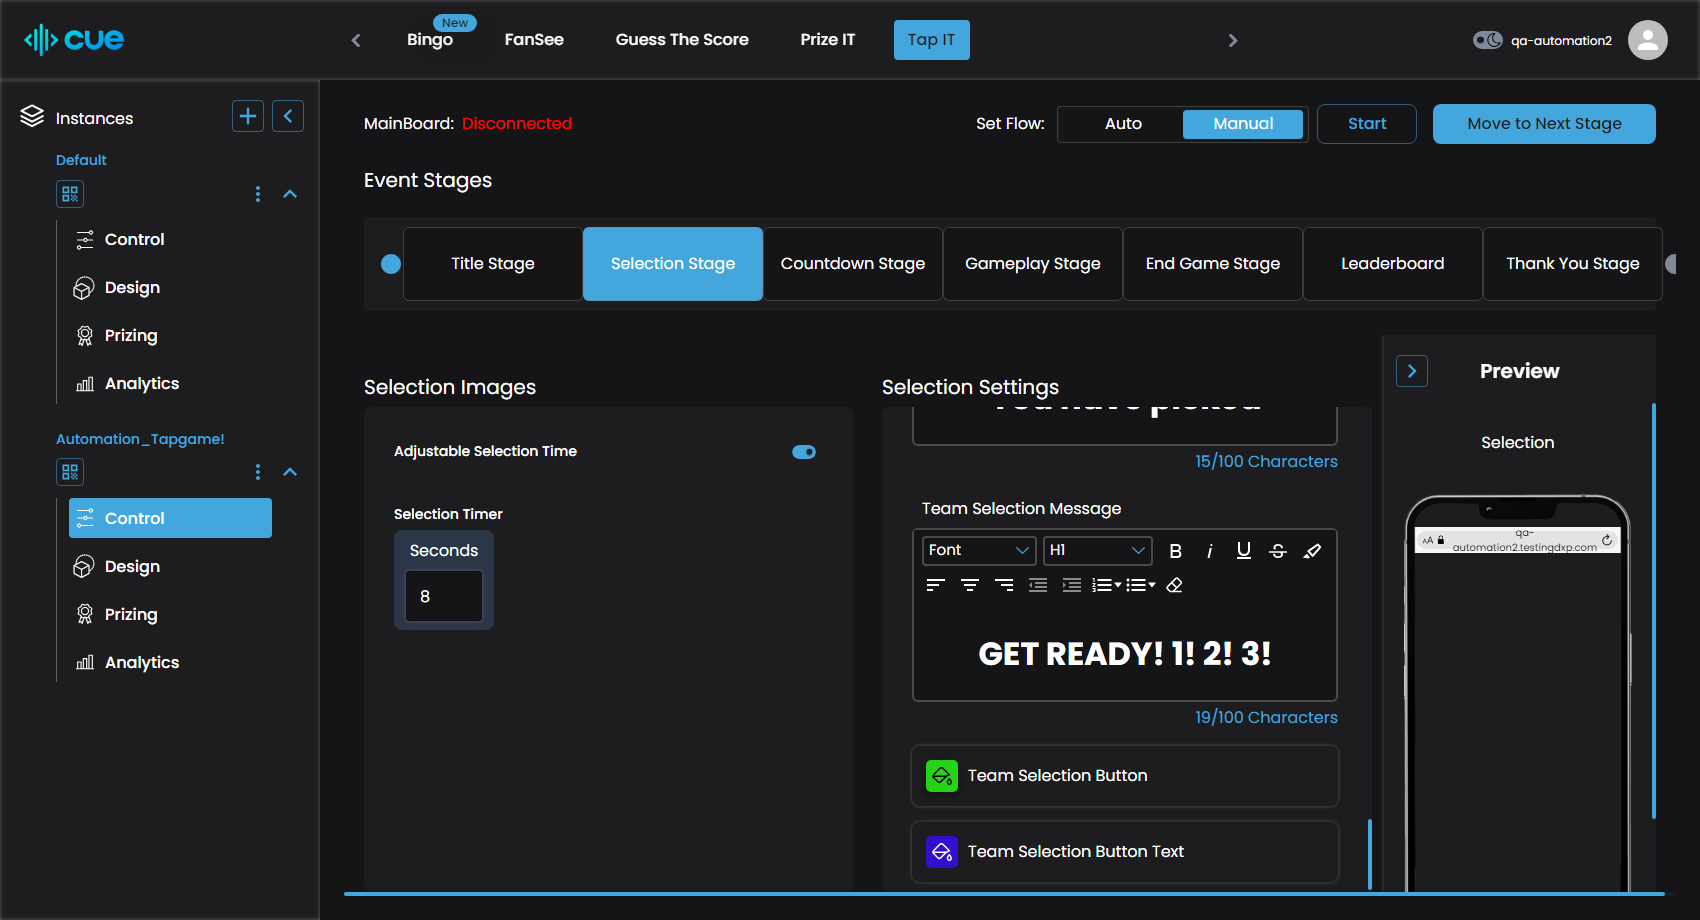 cue
New
Bingo
FanSee
Guess The Score
Prize IT
Tap IT
qa-automation2
Instances
Default
Control
Design
Prizing
Analytics
Automation_Tapgame!
Control
Design
Prizing
Analytics
MainBoard: Disconnected
Set Flow:
Auto
Manual
Start
Move to Next Stage
Event Stages
Title Stage
Selection Stage
Countdown Stage
Gameplay Stage
End Game Stage
Leaderboard
Thank You Stage
Selection Images
Adjustable Selection Time
Selection Timer
Seconds
8
Selection Settings
You have picked
15/100 Characters
Team Selection Message
Font
H1
B
i
U
S
GET READY! 1! 2! 3!
19/100 Characters
Team Selection Button
Team Selection Button Text
Preview
Selection
AA
qa-
automation2.testingdxp.com